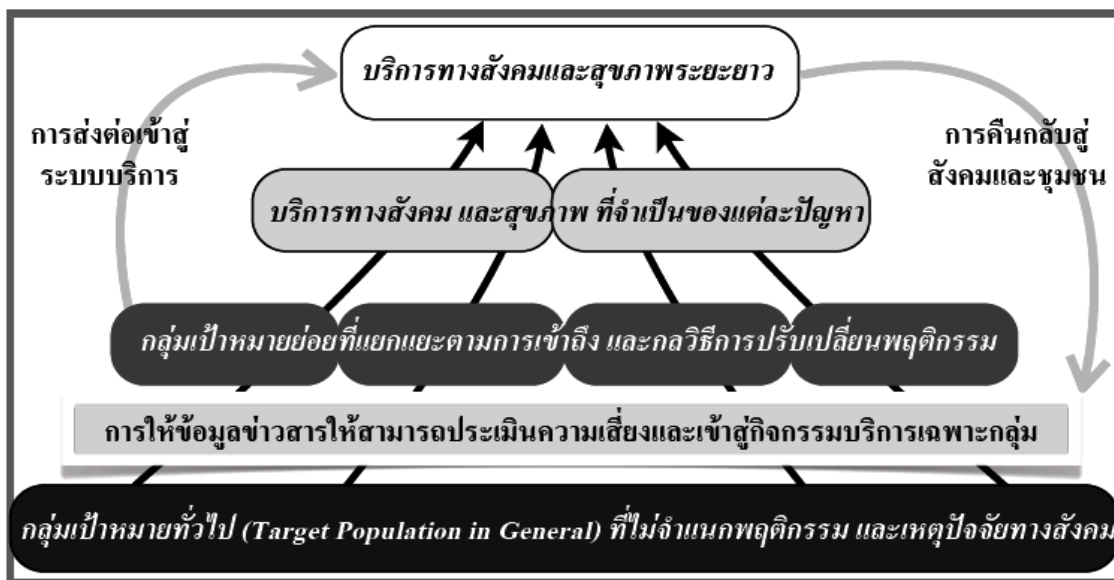 บริการทางสังคมและสุขภาพระยะยาว
การส่งต่อเข้าสู่
ระบบบริการ
การคืนกลับสู่
สังคมและชุมชน
บริการทางสังคม และสุขภาพ ที่จำเป็นของแต่ละปัญหา
กลุ่มเป้าหมายย่อยที่แยกแยะตามการเข้าถึง และกลวิธีการปรับเปลี่ยนพฤติกรรม
การให้ข้อมูลข่าวสารให้สามารถประเมินความเสี่ยงและเข้าสู่กิจกรรมบริการเฉพาะกลุ่ม
กลุ่มเป้าหมายทั่วไป (Target Population in General) ที่ไม่จำแนกพฤติกรรม และเหตุปัจจัยทางสังคม